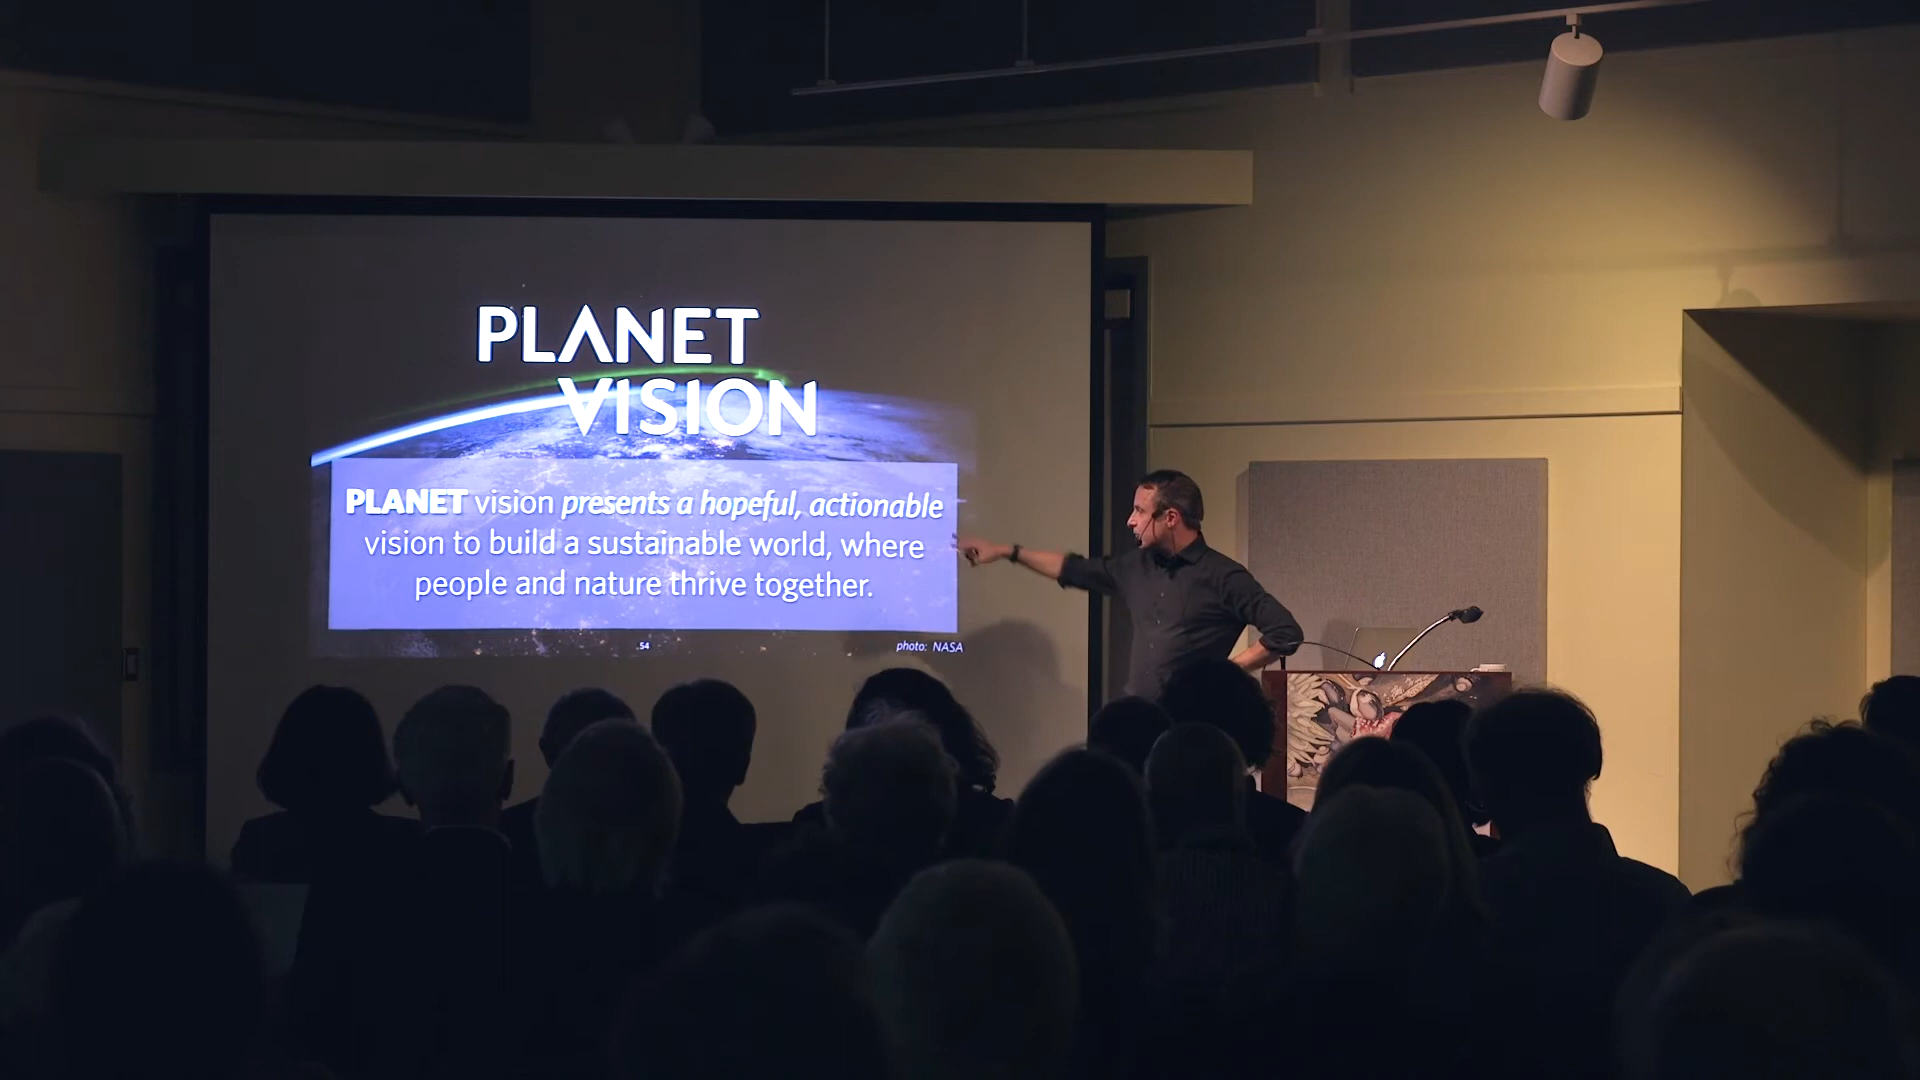 PLANET
VISION
PLANET vision presents a hopeful, actionable
vision to build a sustainable world, where
people and nature thrive together.
54
photo: NASA